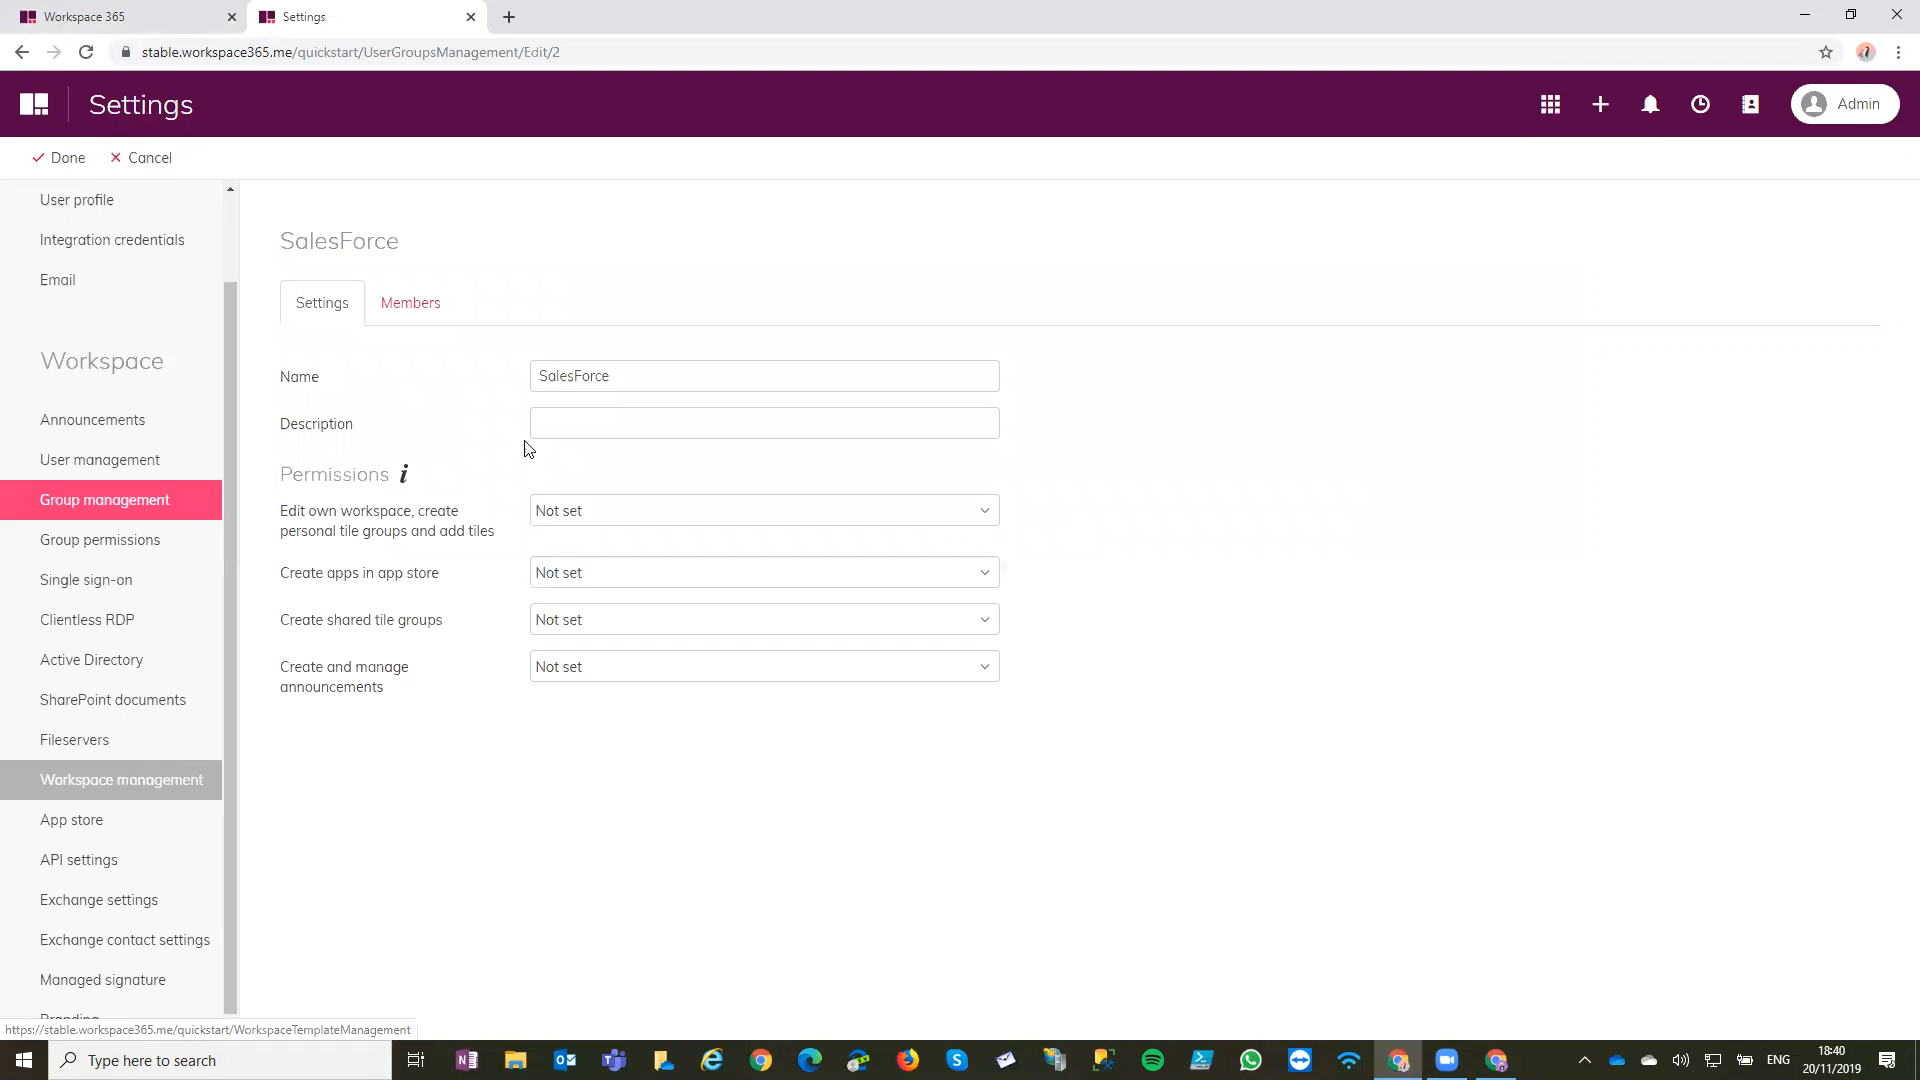 Workspace 365
Settings
stable.workspace365.me/quickstart/UserGroupsManagement/Edit/2
Settings
Admin
Done
Cancel
User profile
Integration credentials
Email
Workspace
Announcements
User management
Group management
Group permissions
Single sign-on
Clientless RDP
Active Directory
SharePoint documents
Fileservers
Workspace management
App store
API settings
Exchange settings
Exchange contact settings
Managed signature
Branding
SalesForce
Settings
Members
Name
SalesForce
Description
Permissions i
Edit own workspace, create
personal tile groups and add tiles
Not set
Create apps in app store
Not set
Create shared tile groups
Not set
Create and manage
announcements
Not set
https://stable.workspace365.me/quickstart/WorkspaceTemplateManagement
Type here to search
ENG
18:40
20/11/2019